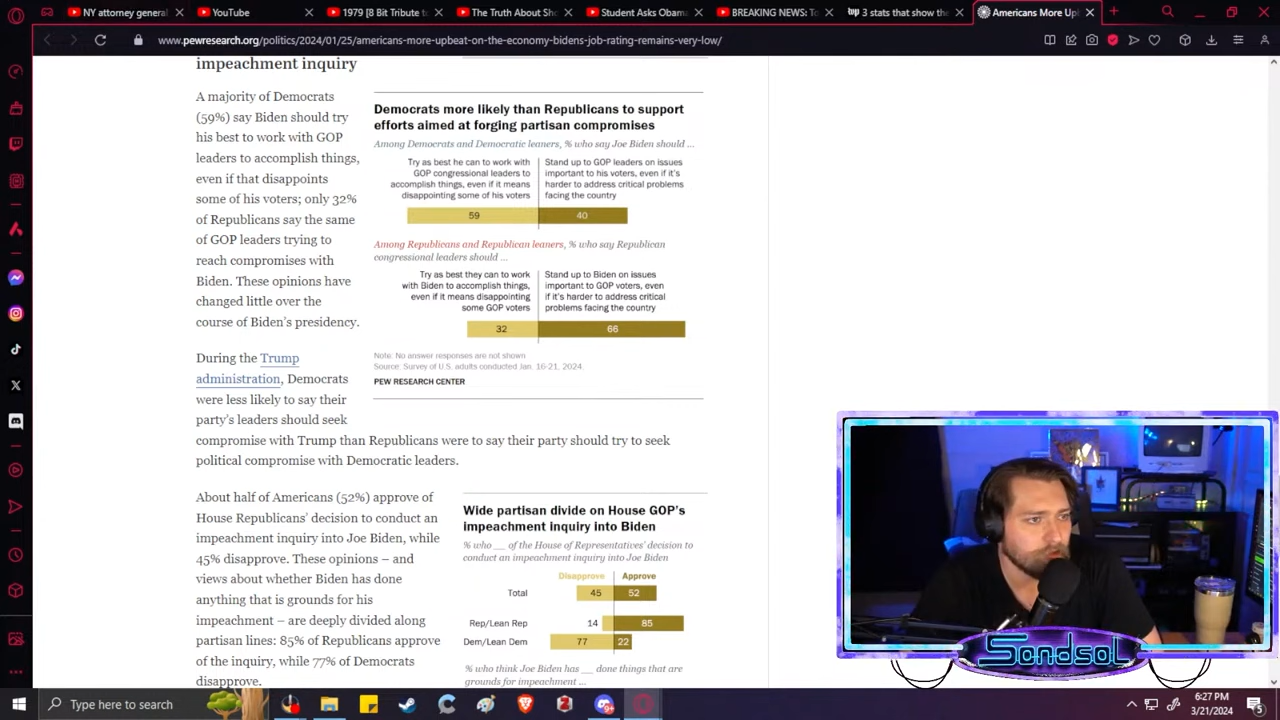 NY attorney general
YouTube
1979 [8 Bit Tribute to
The Truth About Sho
Student Asks Obama
BREAKING NEWS: To
3 stats show the
Americans More Up
www.pewresearch.org/politics/2024/01/25/americans-more-upbeat-on-the-economy-bidens-job-rating-remains-very-low/
impeachment inquiry
A majority of Democrats
(59%) say Biden should try
his best to work with GOP
leaders to accomplish things,
even if that disappoints
some of his voters; only 32%
of Republicans say the same
of GOP leaders trying to
reach compromises with
Biden. These opinions have
changed little over the
course of Biden's presidency.
During the Trump
administration, Democrats
were less likely to say their
party's leaders should seek
compromise with Trump than Republicans were to say their party should try to seek
political compromise with Democratic leaders.
Democrats more likely than Republicans to support
efforts aimed at forging partisan compromises
Among Democrats and Democratic leaners, % who say Joe Biden should ...
Try as best he can to work with
GOP congressional leaders to
accomplish things, even if it means
disappointing some of his voters
Stand up to GOP leaders on issues
important to his voters, even if it's
harder to address critical problems
facing the country
59
40
Among Republicans and Republican leaners, % who say Republican
congressional leaders should ...
Try as best they can to work
with Biden to accomplish things,
even if it means disappointing
some GOP voters
Stand up to Biden on issues
important to GOP voters, even
if it's harder to address critical
problems facing the country
32
66
Note: No answer responses are not shown
Source: Survey of U.S. adults conducted Jan. 16-21, 2024.
PEW RESEARCH CENTER
About half of Americans (52%) approve of
House Republicans' decision to conduct an
impeachment inquiry into Joe Biden, while
45% disapprove. These opinions – and
views about whether Biden has done
anything that is grounds for his
impeachment – are deeply divided along
partisan lines: 85% of Republicans approve
of the inquiry, while 77% of Democrats
disapprove.
Wide partisan divide on House GOP's
impeachment inquiry into Biden
% who __ of the House of Representatives' decision to
conduct an impeachment inquiry into Joe Biden
Disapprove Approve
Total 45 52
Rep/Lean Rep 14 85
Dem/Lean Dem 77 22
% who think Joe Biden has __ done things that are
grounds for impeachment ...
Sondsol
Type here to search
6:27 PM
3/21/2024